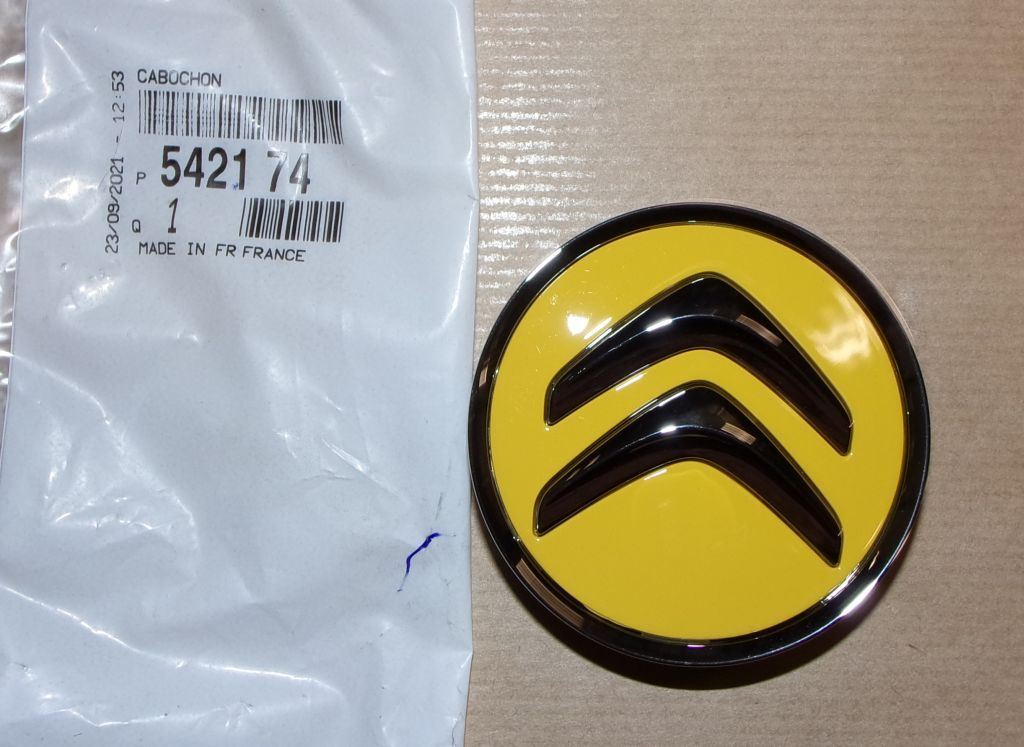 CABOCHON
P 5421 74
Q 1
MADE IN FR FRANCE
23/09/2021 - 12:53